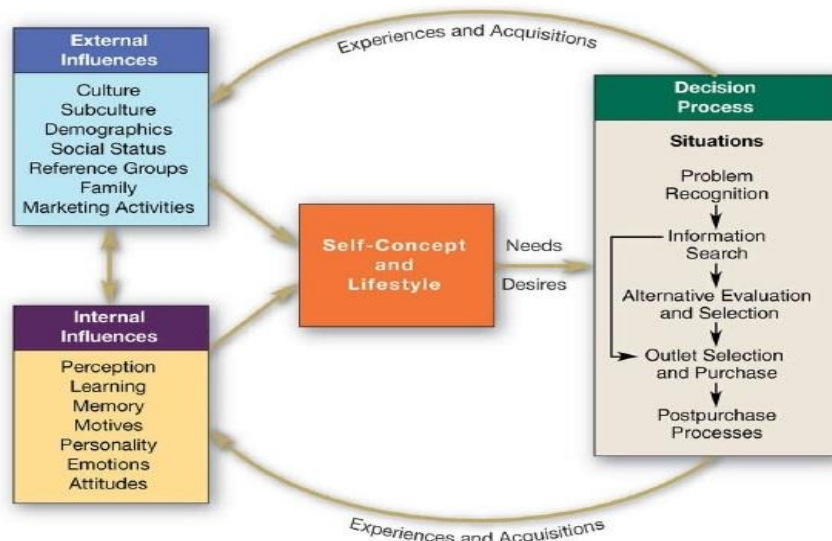 Experiences and Acquisitions
External
Influences
Culture
Subculture
Demographics
Social Status
Reference Groups
Family
Marketing Activities
Internal
Influences
Perception
Learning
Memory
Motives
Personality
Emotions
Attitudes
Self-Concept
and
Lifestyle
Needs
Desires
Decision
Process
Situations
Problem
Recognition
Information
Search
Alternative Evaluation
and Selection
Outlet Selection
and Purchase
Postpurchase
Processes
Experiences and Acquisitions